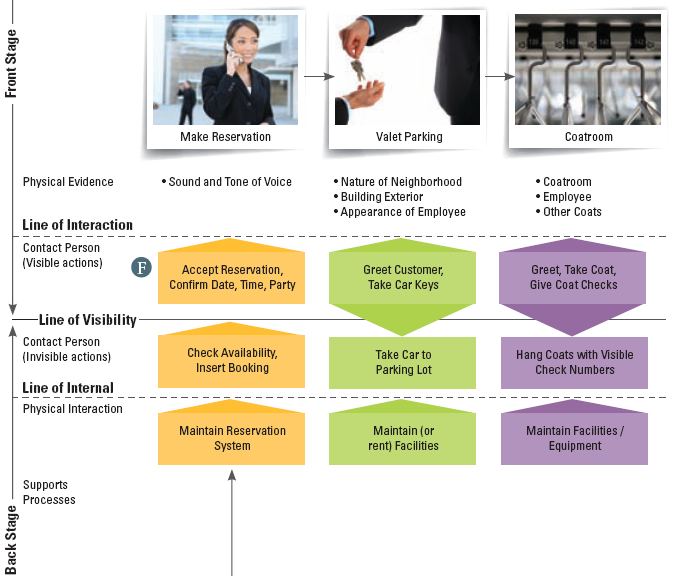 Front Stage
Make Reservation
Valet Parking
Coatroom
Physical Evidence
• Sound and Tone of Voice
• Nature of Neighborhood
• Building Exterior
• Appearance of Employee
• Coatroom
• Employee
• Other Coats
Line of Interaction
Contact Person
(Visible actions)
F
Accept Reservation,
Confirm Date, Time, Party
Greet Customer,
Take Car Keys
Greet, Take Coat,
Give Coat Checks
Line of Visibility
Contact Person
(Invisible actions)
Check Availability,
Insert Booking
Take Car to
Parking Lot
Hang Coats with Visible
Check Numbers
Line of Internal
Physical Interaction
Maintain Reservation
System
Maintain (or
rent) Facilities
Maintain Facilities /
Equipment
Supports
Processes
Back Stage